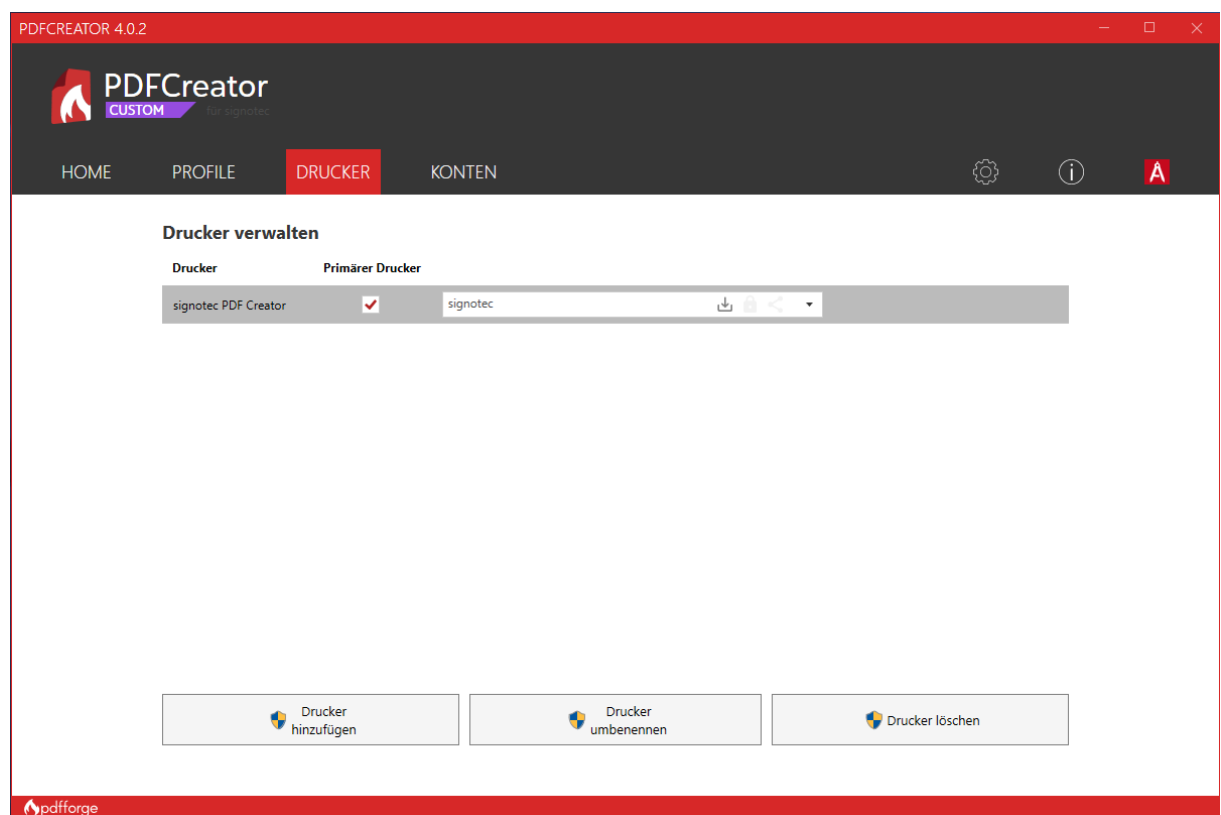 PDFCREATOR 4.0.2
PDFCreator
CUSTOM für signotec
HOME PROFILE DRUCKER KONTEN
Drucker verwalten
Drucker Primärer Drucker
signotec PDF Creator signotec
Drucker
hinzufügen
Drucker
umbenennen
Drucker löschen
pdfforge